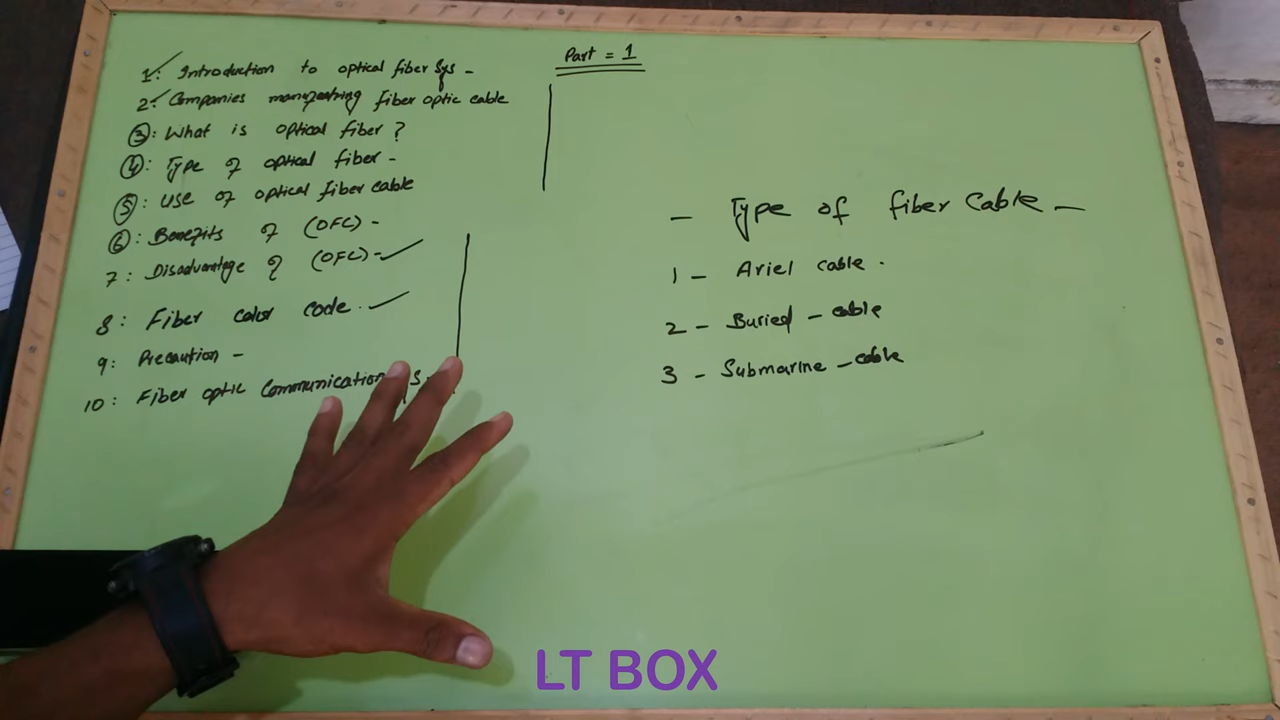 Part = 1
1: Introduction to optical fiber Sys -
2: Companies fiber optic cable
3: What is optical fiber ?
4: Type of optical fiber -
5: Use of optical fiber cable
6: Benefits of (OFC) -
7: Disadvantage of (OFC) -
8: Fiber color code .
9: Precaution -
10: Fiber optic Communication
- Type of fiber Cable -
1 - Ariel cable .
2 - Buried - cable
3 - Submarine - cable
LT BOX